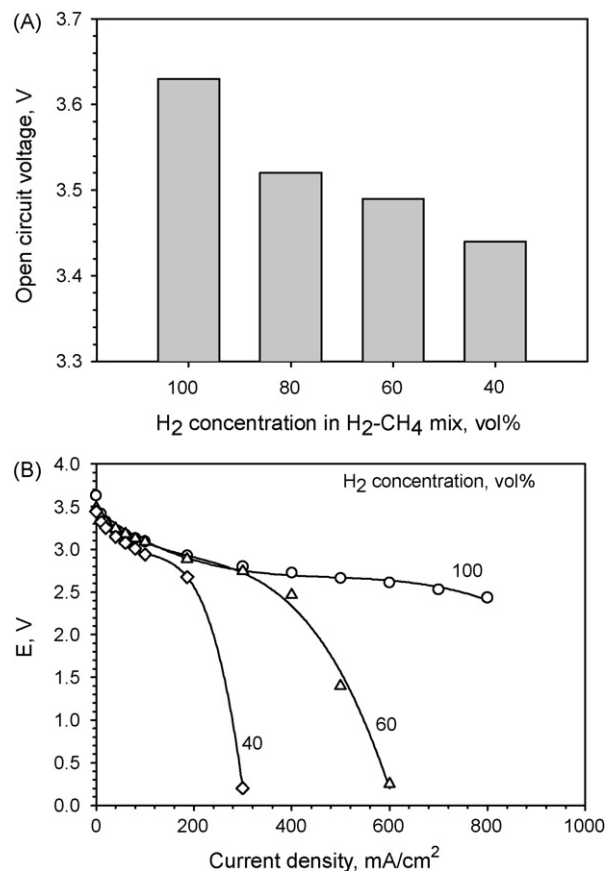 (A)
3.7
3.6
3.5
3.4
3.3
Open circuit voltage, V
100 80 60 40
H₂ concentration in H₂-CH₄ mix, vol%
(B)
4.0
3.5
3.0
2.5
2.0
1.5
1.0
0.5
0.0
E, V
H₂ concentration, vol%
100
60
40
0 200 400 600 800 1000
Current density, mA/cm²